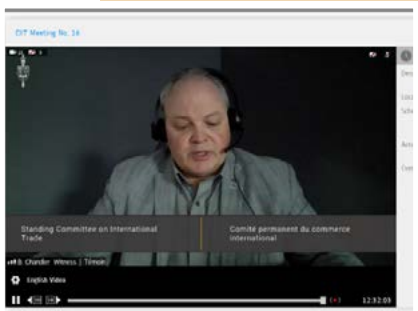 CIIT Meeting No. 16
Standing Committee on International
Trade
Comité permanent du commerce
international
B. Chandler Witness | Témoin
English Video
12:32:03